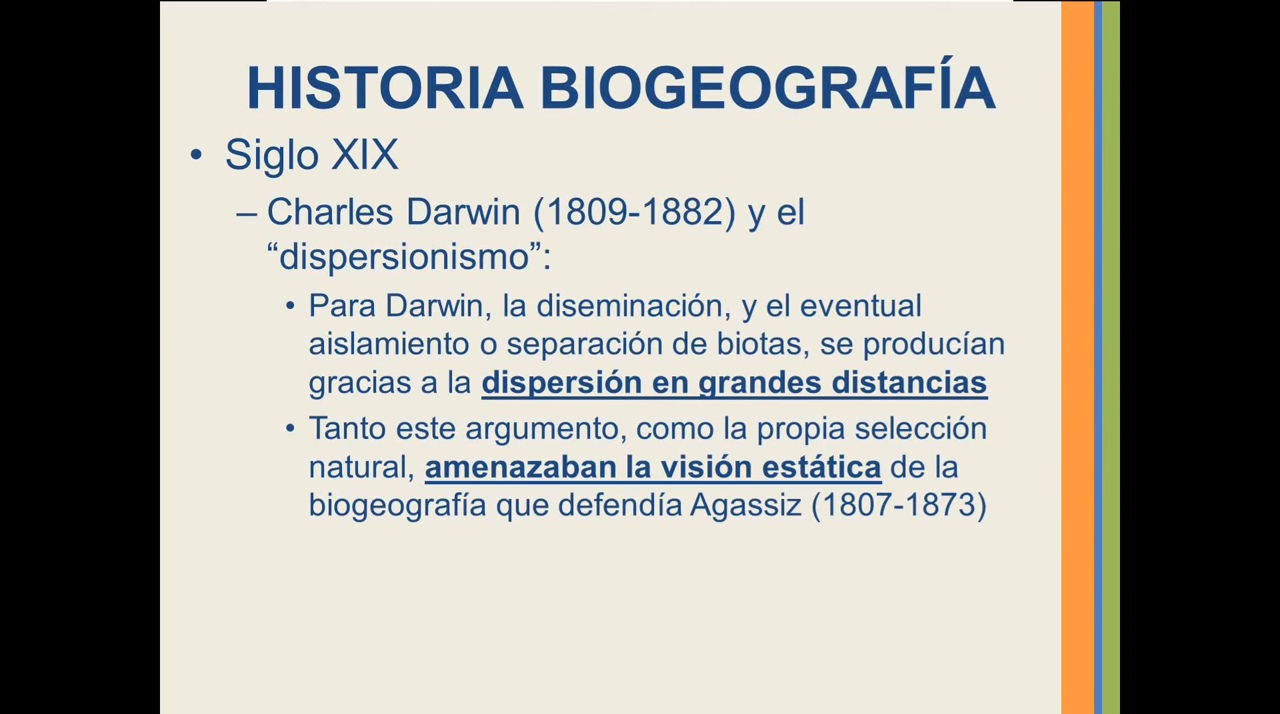 HISTORIA BIOGEOGRAFÍA
• Siglo XIX
– Charles Darwin (1809-1882) y el
“dispersionismo”:
• Para Darwin, la diseminación, y el eventual
aislamiento o separación de biotas, se producían
gracias a la dispersión en grandes distancias
• Tanto este argumento, como la propia selección
natural, amenazaban la visión estática de la
biogeografía que defendía Agassiz (1807-1873)